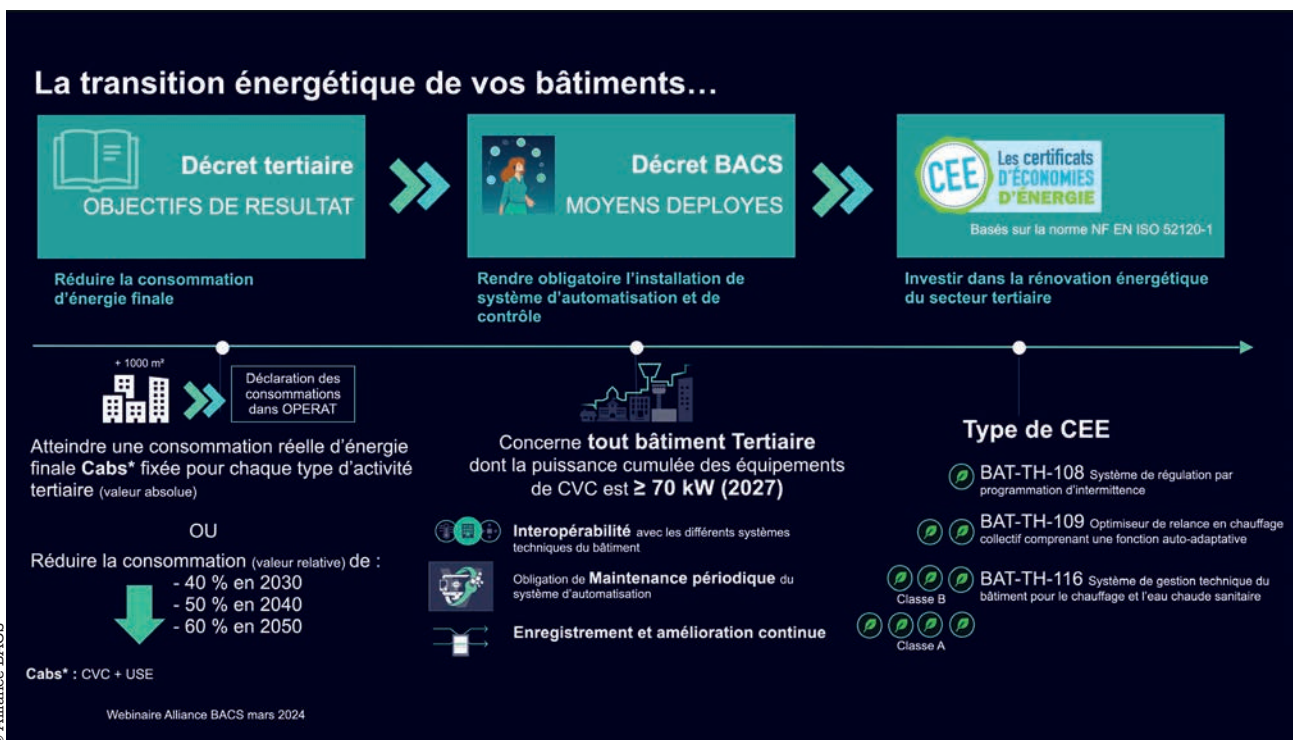 La transition énergétique de vos bâtiments…
Décret tertiaire
OBJECTIFS DE RESULTAT
Décret BACS
MOYENS DEPLOYES
CEE
Les certificats
D'ÉCONOMIES
D'ÉNERGIE
Basés sur la norme NF EN ISO 52120-1
Réduire la consommation
d'énergie finale
Rendre obligatoire l'installation de
système d'automatisation et de
contrôle
Investir dans la rénovation énergétique
du secteur tertiaire
+ 1000 m²
Déclaration des
consommations
dans OPERAT
Atteindre une consommation réelle d'énergie
finale Cabs* fixée pour chaque type d'activité
tertiaire (valeur absolue)
OU
Réduire la consommation (valeur relative) de :
- 40 % en 2030
- 50 % en 2040
- 60 % en 2050
Cabs* : CVC + USE
Webinaire Alliance BACS mars 2024
Concerne tout bâtiment Tertiaire
dont la puissance cumulée des équipements
de CVC est ≥ 70 kW (2027)
Interopérabilité avec les différents systèmes
techniques du bâtiment
Obligation de Maintenance périodique du
système d'automatisation
Enregistrement et amélioration continue
Type de CEE
BAT-TH-108 Système de régulation par
programmation d'intermittence
BAT-TH-109 Optimiseur de relance en chauffage
collectif comprenant une fonction auto-adaptative
BAT-TH-116 Système de gestion technique du
bâtiment pour le chauffage et l'eau chaude sanitaire
Classe B
Classe A
Alliance BACS